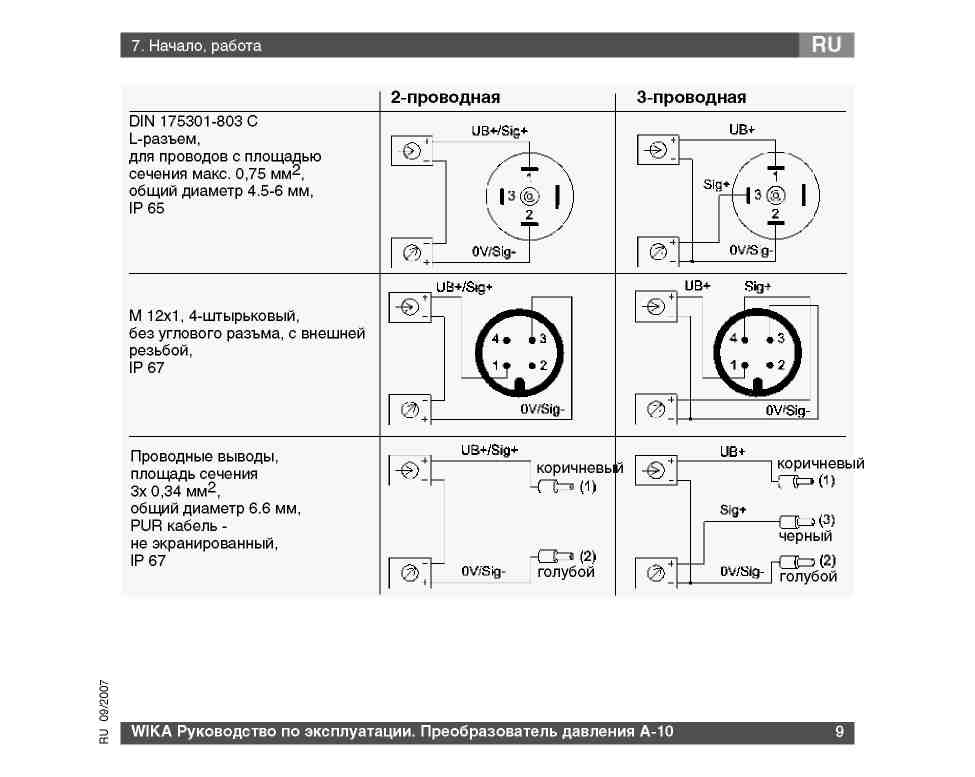 7. Начало, работа
RU
2-проводная
3-проводная
DIN 175301-803 C
L-разъем,
для проводов с площадью
сечения макс. 0,75 мм2,
общий диаметр 4.5-6 мм,
IP 65
UB+/Sig+
+
−
1
3
2
−
+
0V/Sig-
UB+
+
−
Sig+
1
3
2
+
−
0V/Sig-
M 12x1, 4-штырьковый,
без углового разъма, с внешней
резьбой,
IP 67
UB+/Sig+
+
−
4
3
1
2
−
+
0V/Sig-
UB+
Sig+
+
−
4
3
1
2
+
−
0V/Sig-
Проводные выводы,
площадь сечения
3x 0,34 мм2,
общий диаметр 6.6 мм,
PUR кабель -
не экранированный,
IP 67
UB+/Sig+
+
−
коричневый
(1)
(2)
−
+
0V/Sig-
голубой
UB+
+
−
коричневый
(1)
Sig+
(3)
черный
(2)
+
−
0V/Sig-
голубой
RU 09/2007
WIKA Руководство по эксплуатации. Преобразователь давления A-10
9